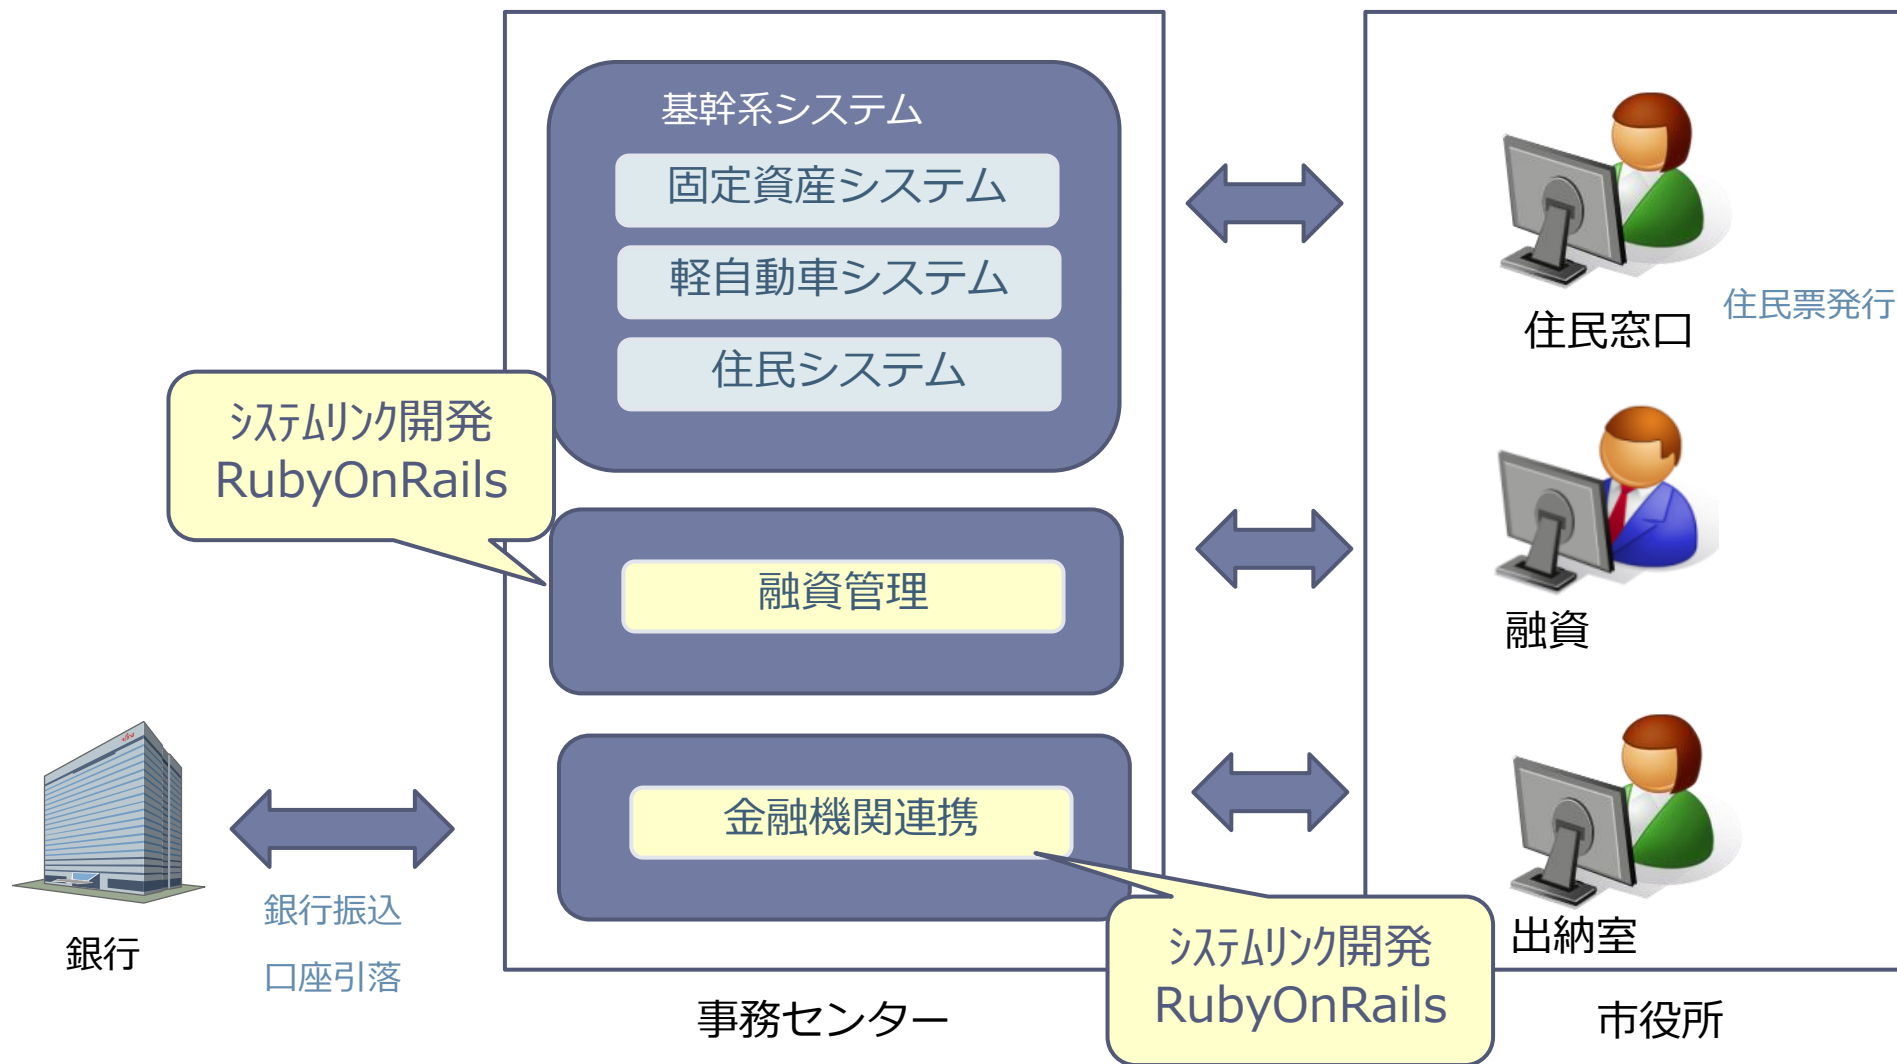 基幹系システム
固定資産システム
軽自動車システム
住民システム
ｼｽﾃﾑﾘﾝｸ開発
RubyOnRails
融資管理
金融機関連携
ｼｽﾃﾑﾘﾝｸ開発
RubyOnRails
銀行
銀行振込
口座引落
事務センター
住民窓口
住民票発行
融資
出納室
市役所